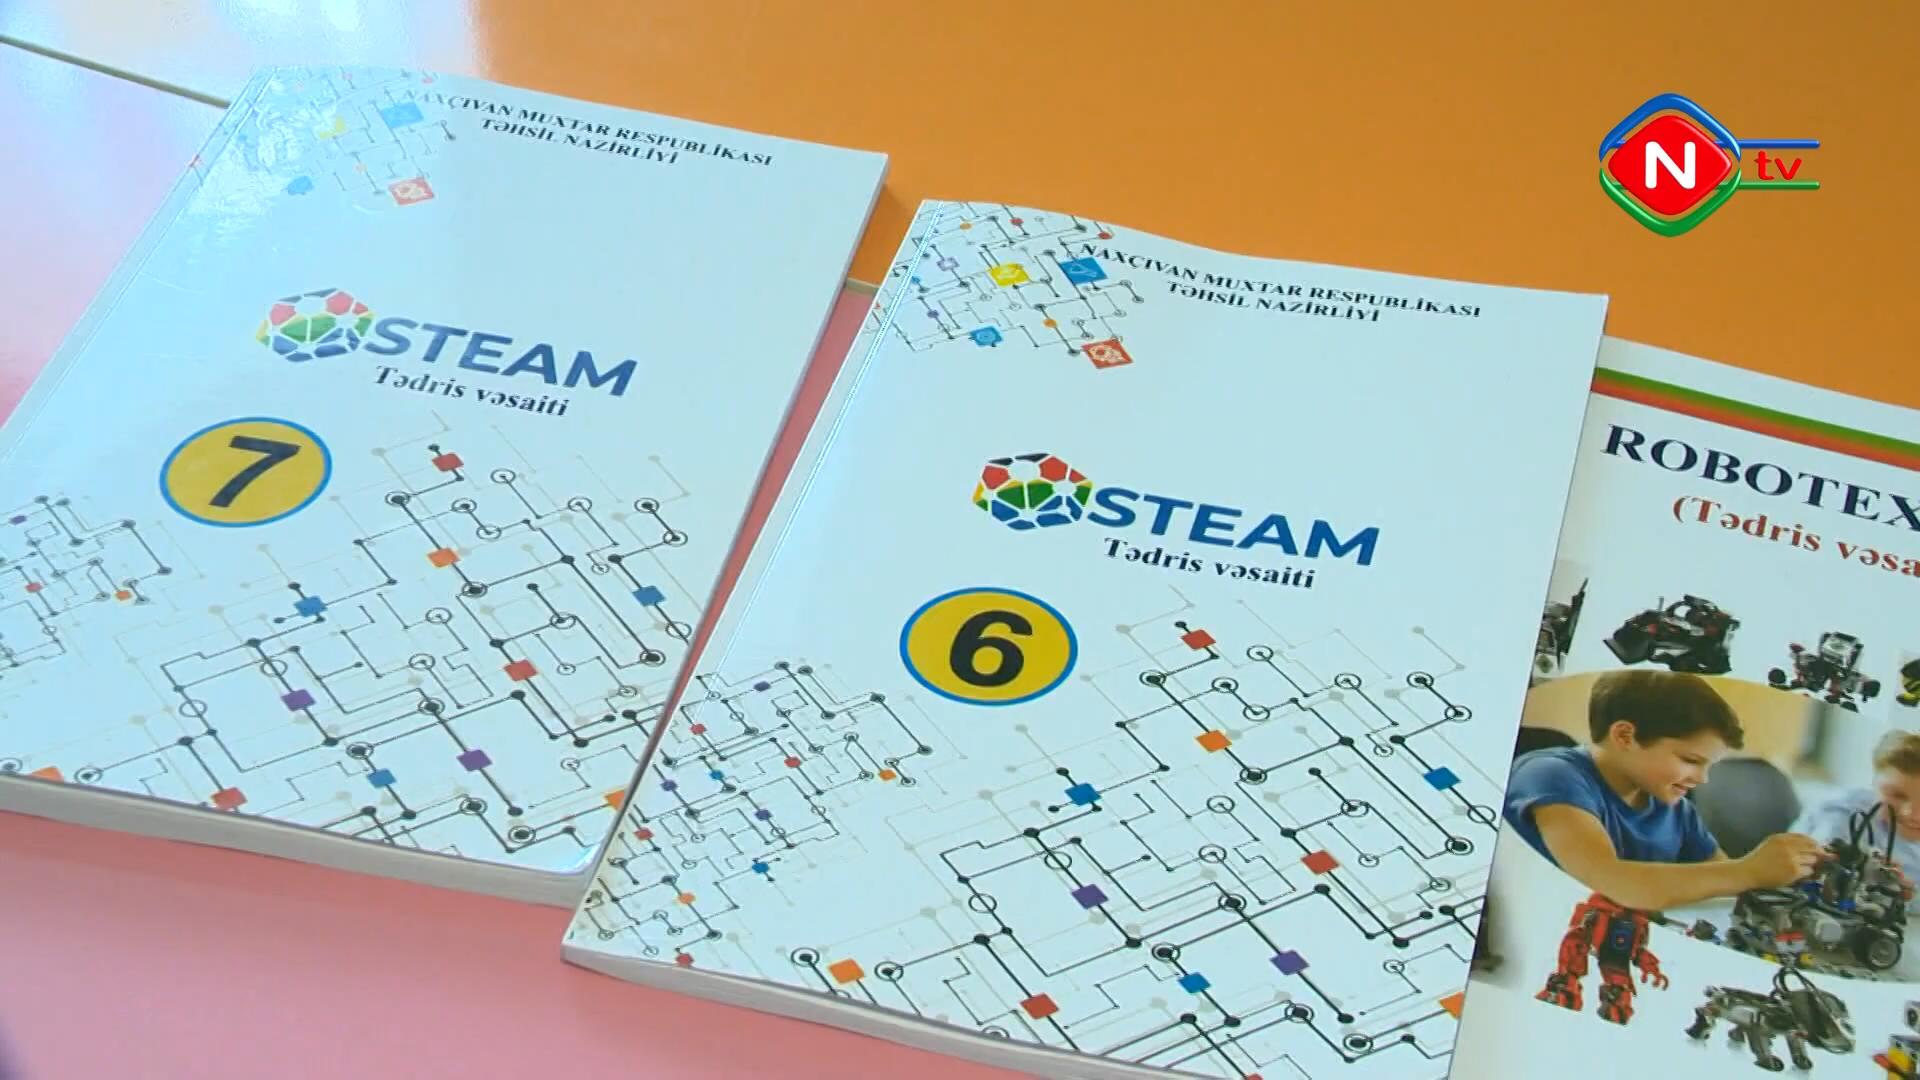 NAXÇIVAN MUXTAR RESPUBLİKASI
TƏHSİL NAZİRLİYİ
STEAM
Tədris vəsaiti
7
NAXÇIVAN MUXTAR RESPUBLİKASI
TƏHSİL NAZİRLİYİ
STEAM
Tədris vəsaiti
6
ROBOTEX
(Tədris vəsa
N tv